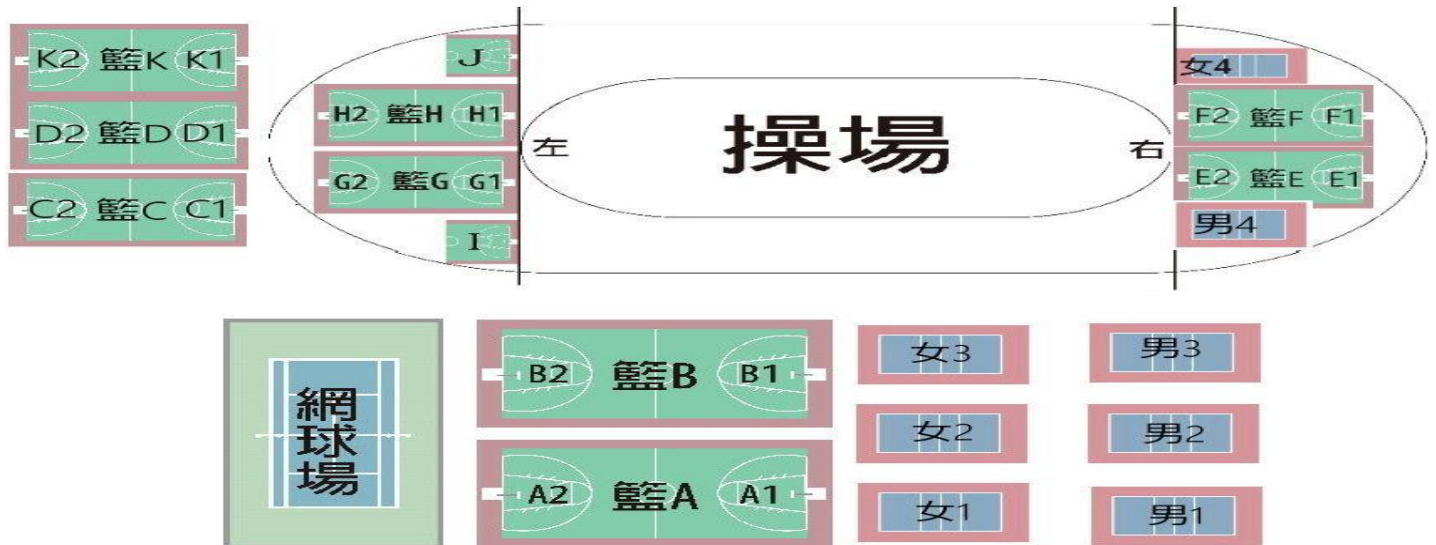 K2 籃K K1
D2 籃D D1
C2 籃C C1
J
H2 籃H H1
G2 籃G G1
I
左
操場
右
女4
F2 籃F F1
E2 籃E E1
男4
網球場
B2 籃B B1
A2 籃A A1
女3
女2
女1
男3
男2
男1